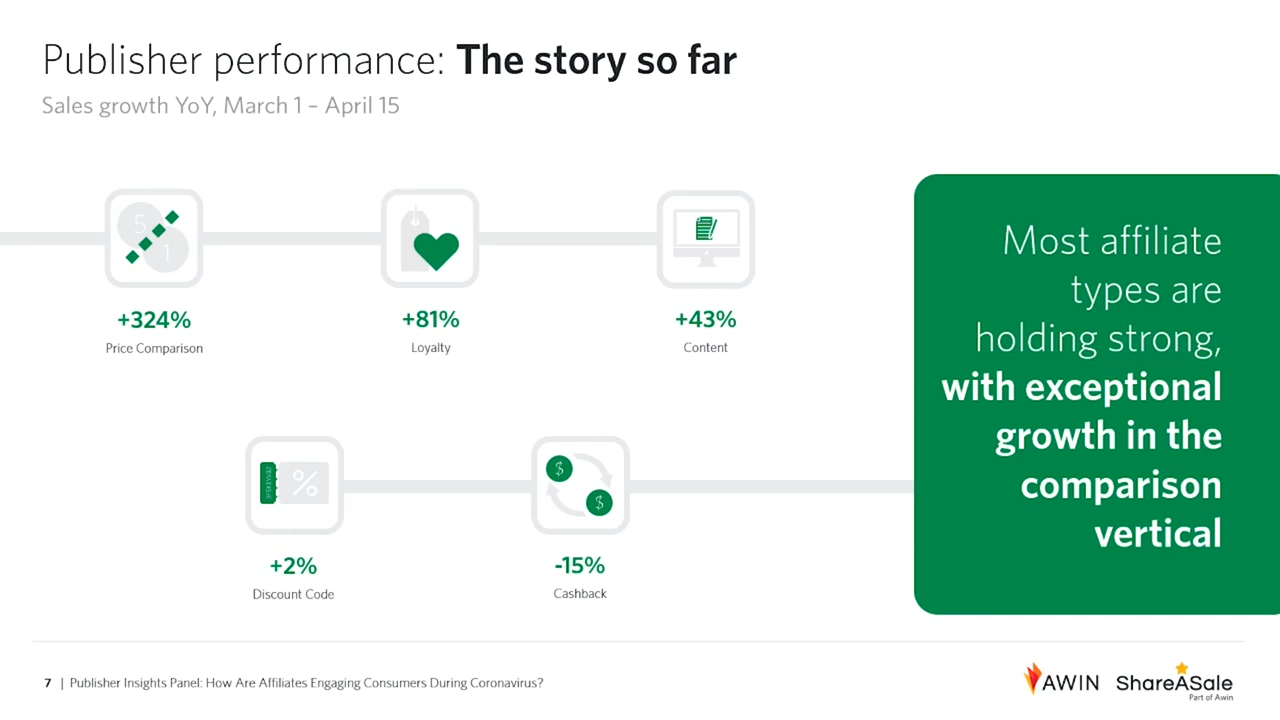 Publisher performance: The story so far
Sales growth YoY, March 1 – April 15
5
1
+324%
Price Comparison
+81%
Loyalty
+43%
Content
%
+2%
Discount Code
$
$
-15%
Cashback
Most affiliate
types are
holding strong,
with exceptional
growth in the
comparison
vertical
7 | Publisher Insights Panel: How Are Affiliates Engaging Consumers During Coronavirus?
AWIN
ShareASale
Part of Awin